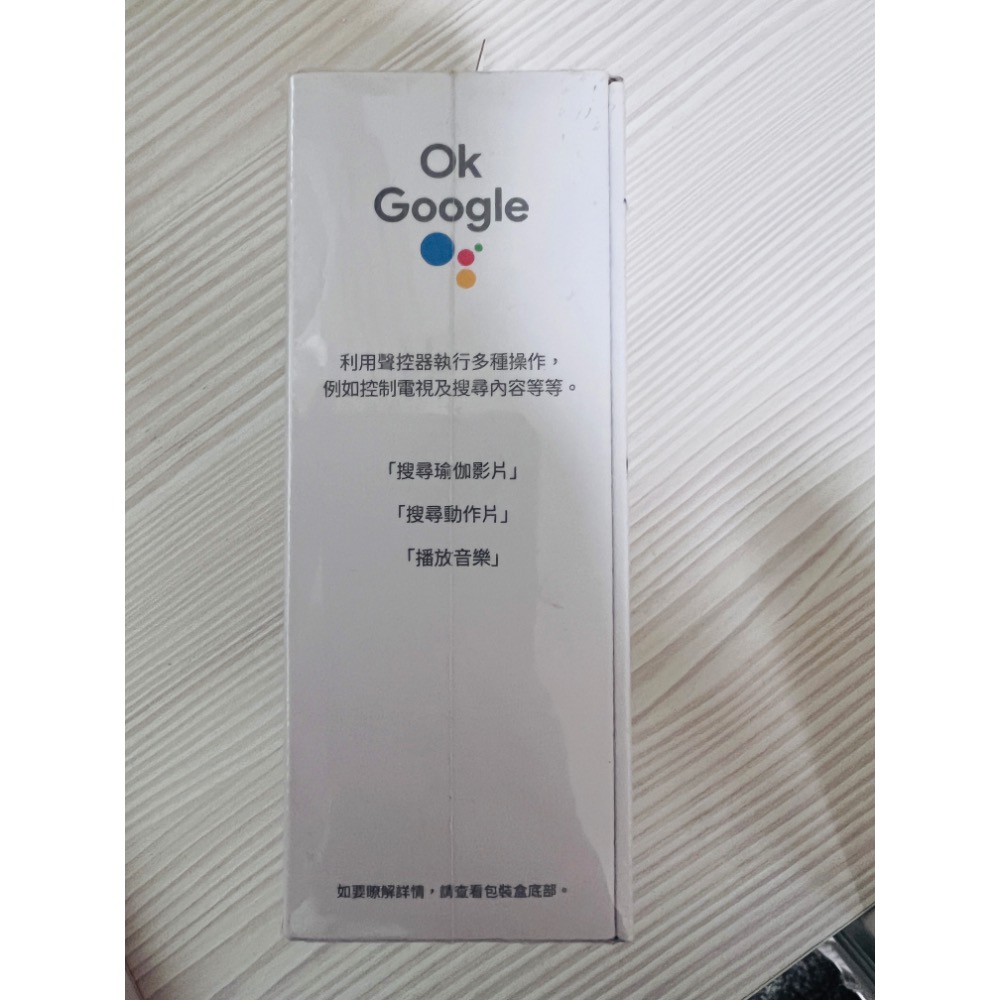 Ok
Google
利用聲控器執行多種操作，
例如控制電視及搜尋內容等等。
「搜尋瑜伽影片」
「搜尋動作片」
「播放音樂」
如要瞭解詳情，請查看包裝盒底部。